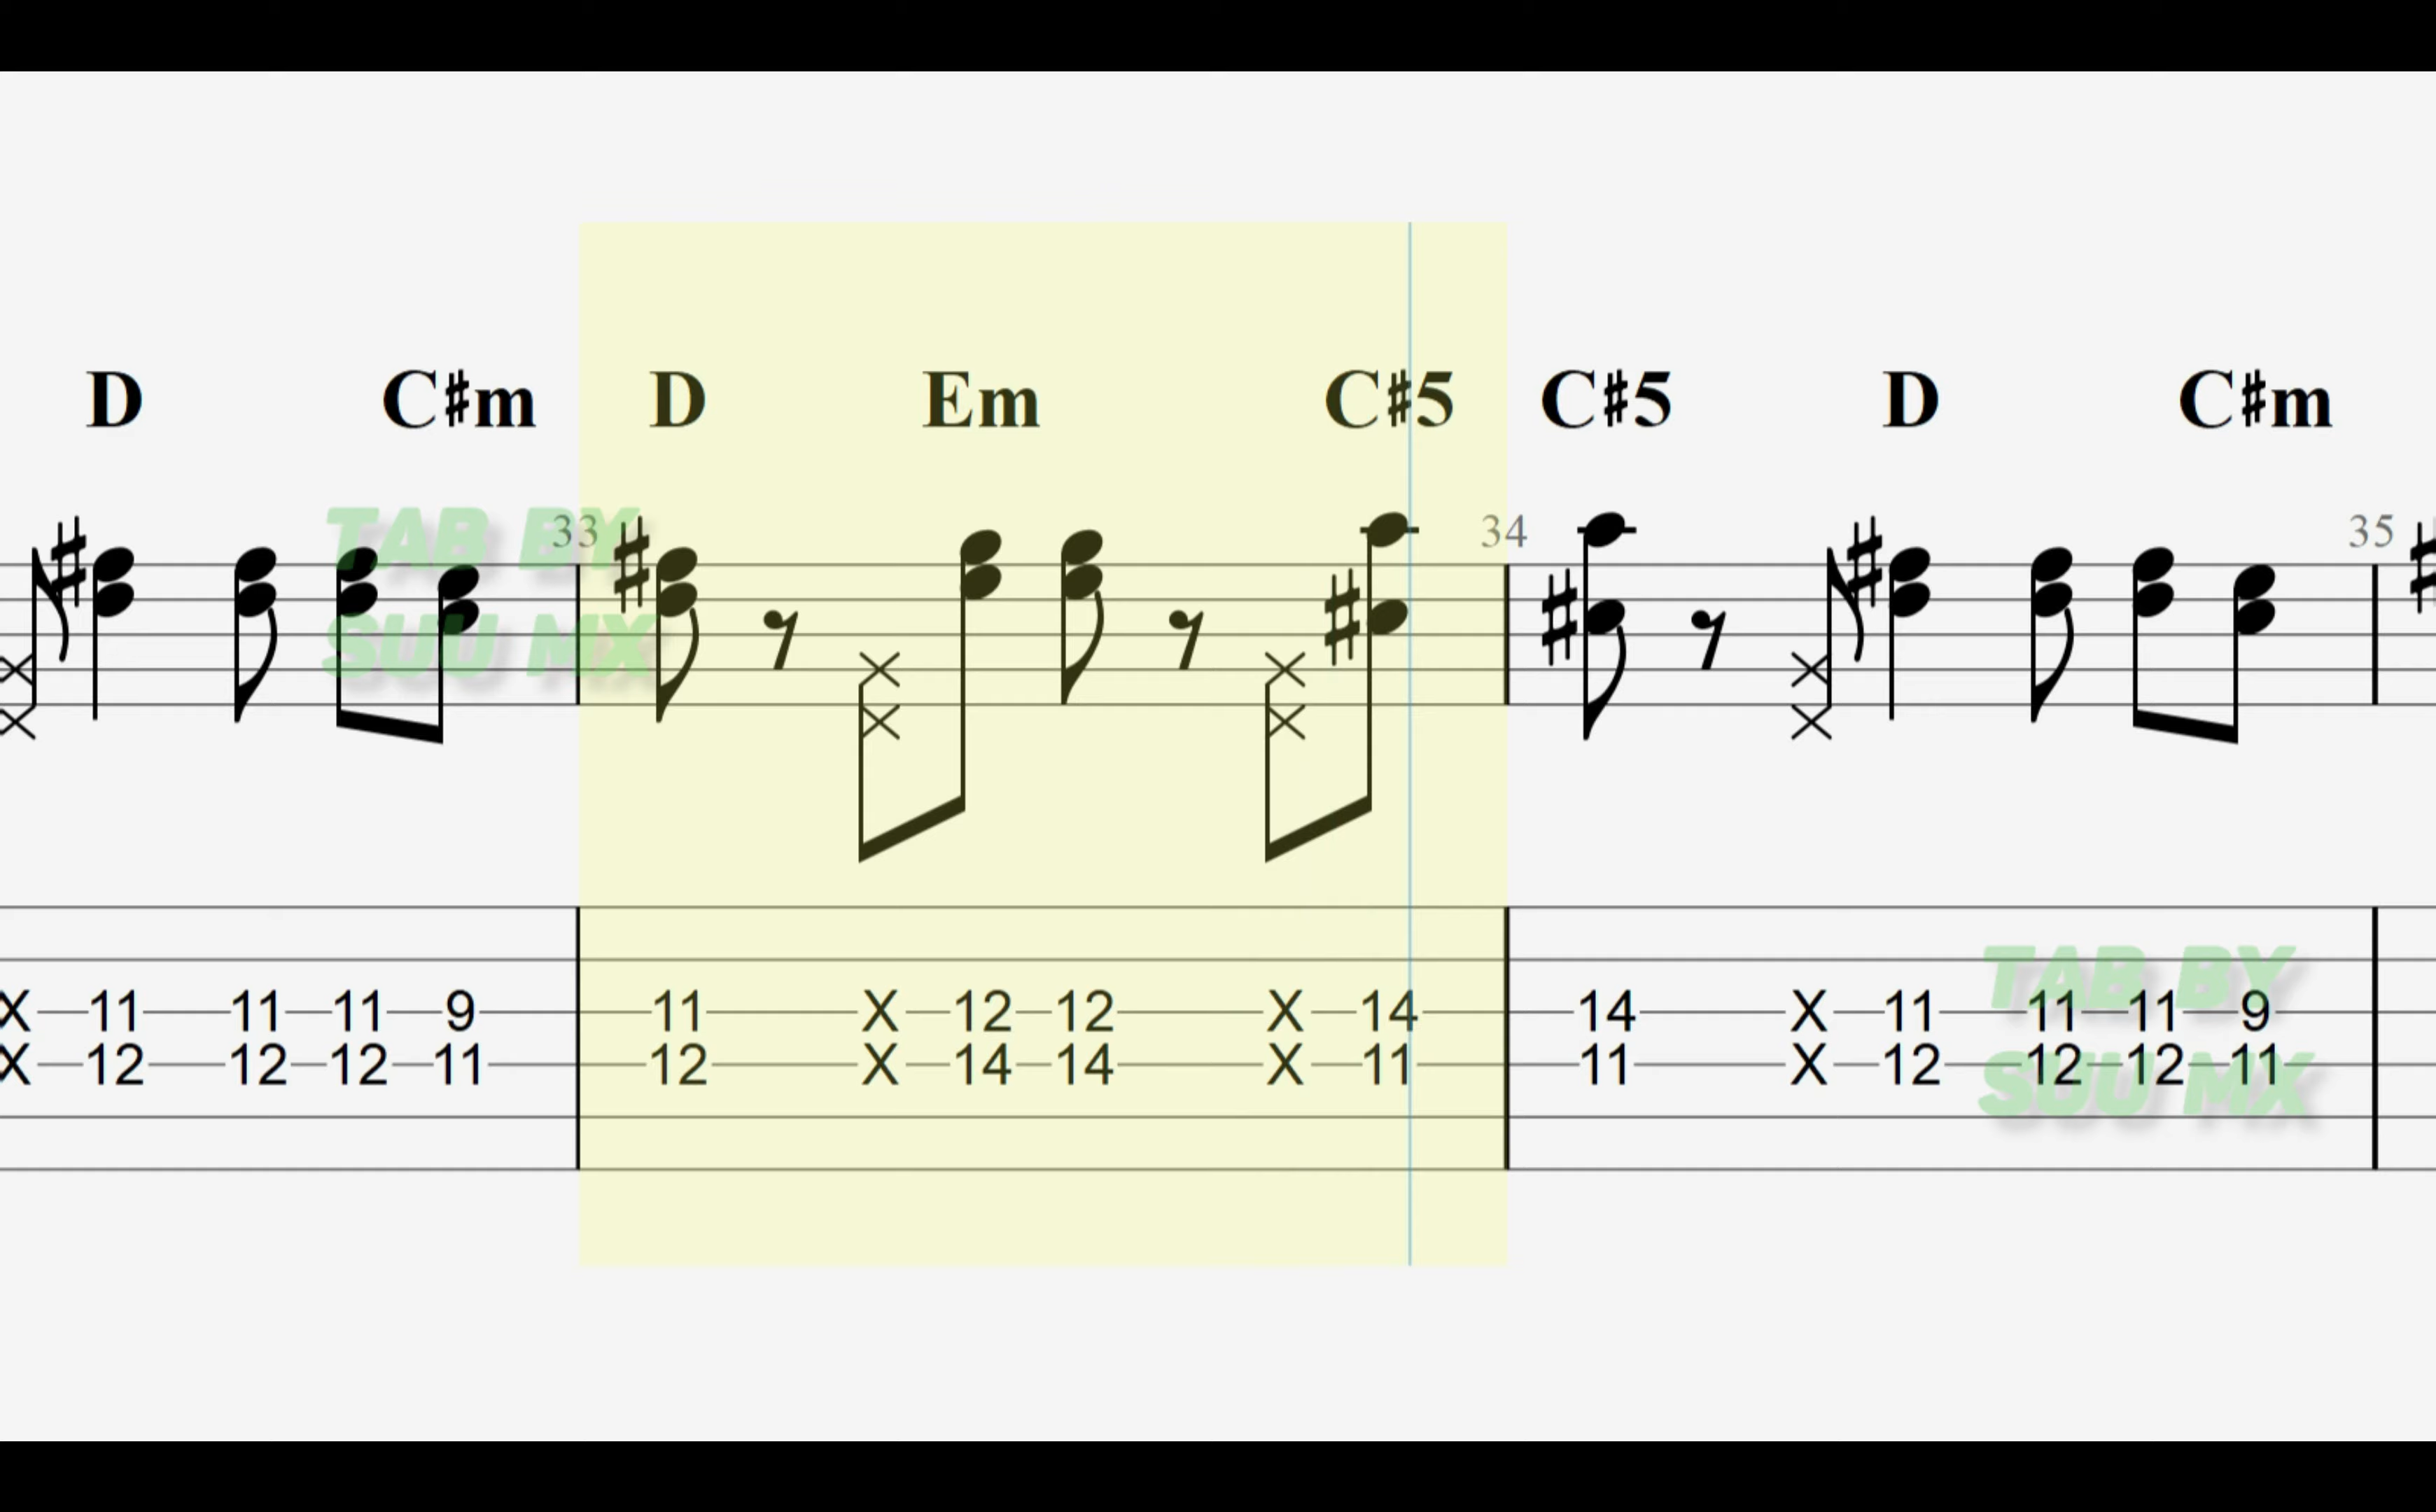 D C♯m D Em C♯5 C♯5 D C♯m
33 34 35
TAB BY
SUU MX
X 11 11 11 9 11 X 12 12 X 14 14 X 11 11 11 9
X 12 12 12 11 12 X 14 14 X 11 11 X 12 12 12 11
TAB BY
SUU MX